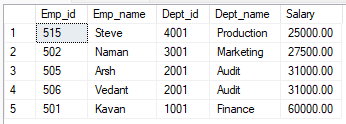 Emp_id Emp_name Dept_id Dept_name Salary
1 515 Steve 4001 Production 25000.00
2 502 Naman 3001 Marketing 27500.00
3 505 Arsh 2001 Audit 31000.00
4 506 Vedant 2001 Audit 31000.00
5 501 Kavan 1001 Finance 60000.00